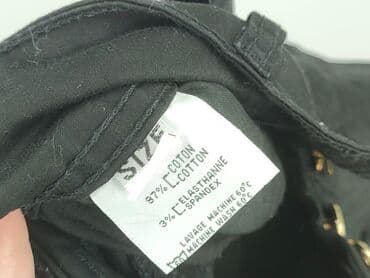 SIZE
97% COTON
COTTON
3% ELASTHANNE
SPANDEX
LAVAGE MACHINE 60°C
MACHINE WASH 60°C